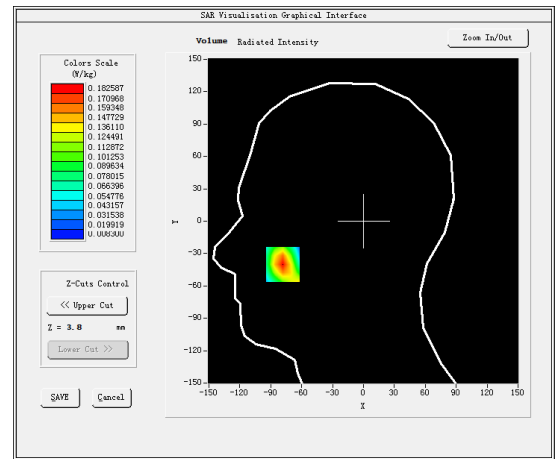 SAR Visualisation Graphical Interface
Volume Radiated Intensity
Zoom In/Out
Colors Scale
(W/kg)
0.182587
0.170968
0.159348
0.147729
0.136110
0.124491
0.112872
0.101253
0.089634
0.078015
0.066396
0.054776
0.043157
0.031538
0.019919
0.008300
Z-Cuts Control
<< Upper Cut
Z = 3.8 mm
Lower Cut >>
SAVE Cancel
150
120
90
60
30
0
-30
-60
-90
-120
-150
Y
-150 -120 -90 -60 -30 0 30 60 90 120 150
X